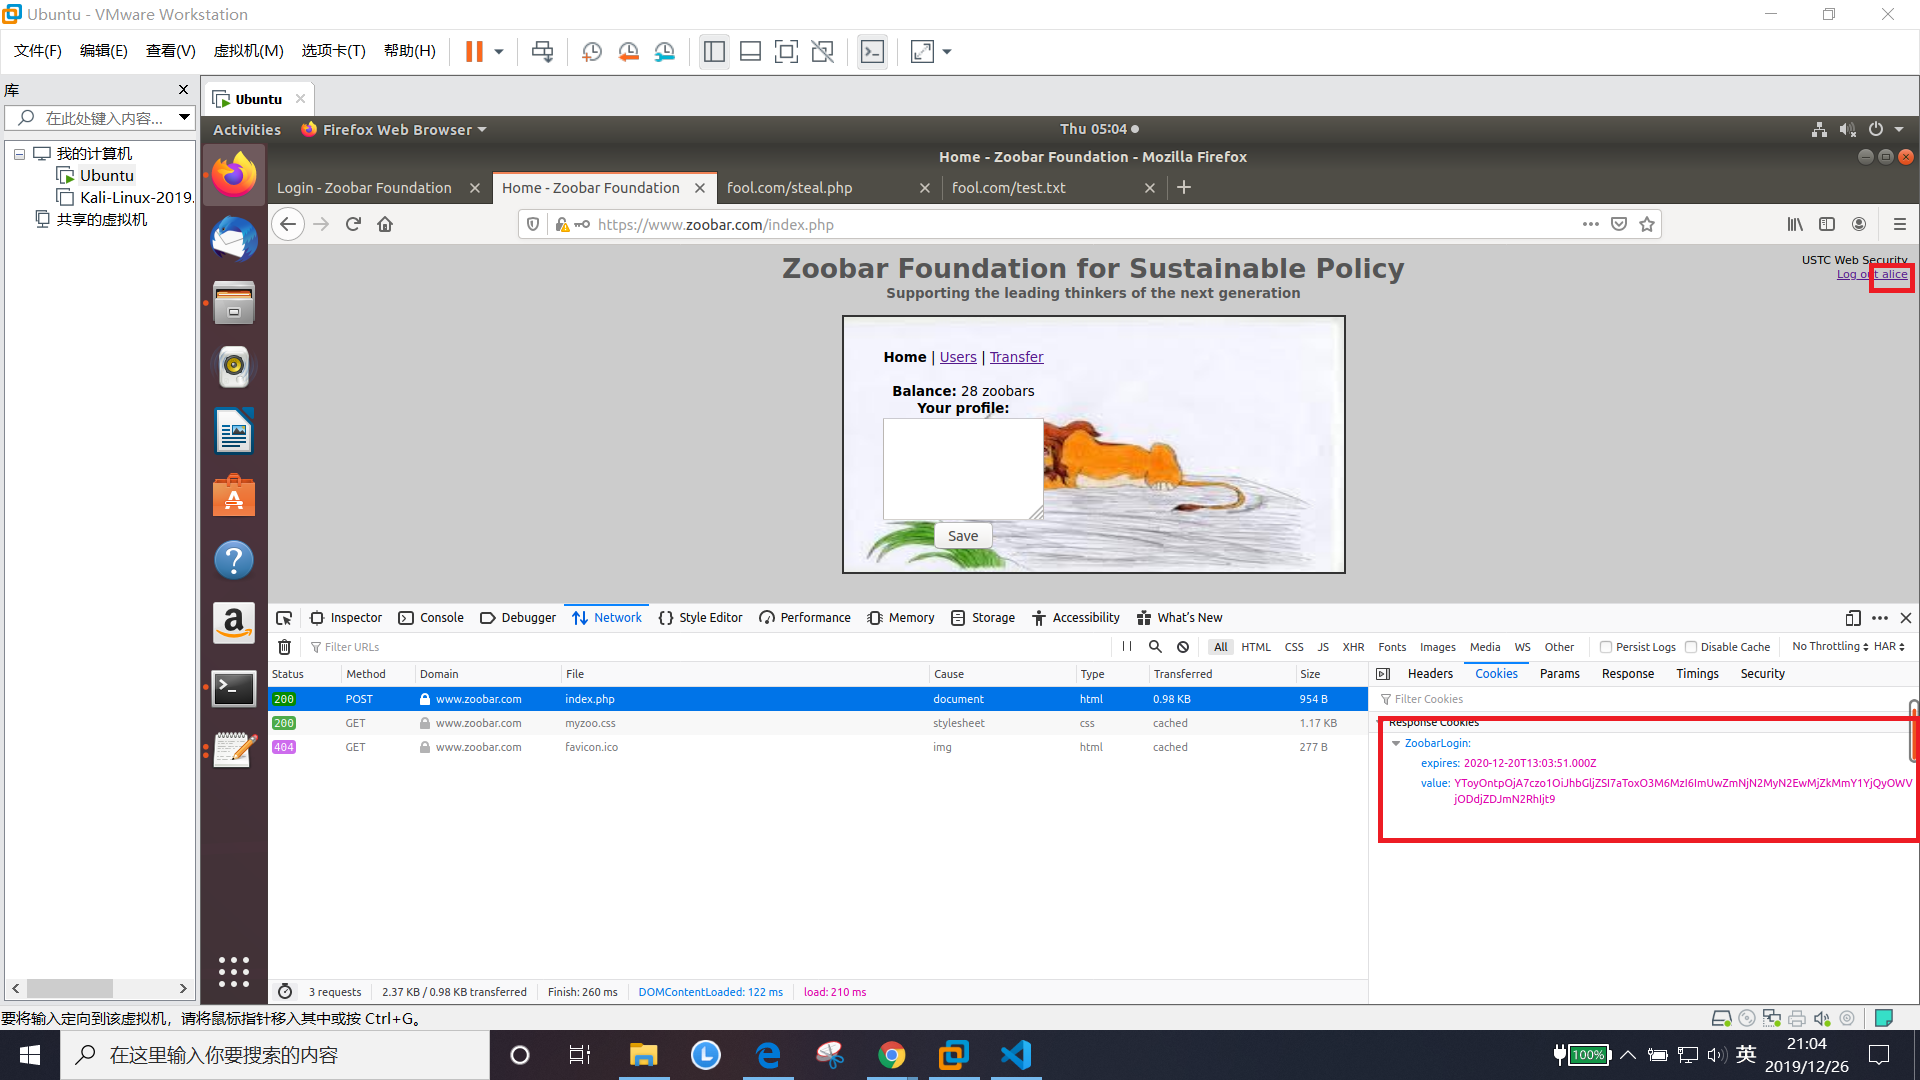 Ubuntu - VMware Workstation
文件(F) 编辑(E) 查看(V) 虚拟机(M) 选项卡(T) 帮助(H)
库
在此处键入内容...
我的计算机
Ubuntu
Kali-Linux-2019.
共享的虚拟机
Ubuntu
Activities Firefox Web Browser Thu 05:04
Home - Zoobar Foundation - Mozilla Firefox
Login - Zoobar Foundation Home - Zoobar Foundation fool.com/steal.php fool.com/test.txt
https://www.zoobar.com/index.php
Zoobar Foundation for Sustainable Policy
Supporting the leading thinkers of the next generation
USTC Web Security
Log out alice
Home | Users | Transfer
Balance: 28 zoobars
Your profile:
Save
Inspector Console Debugger Network Style Editor Performance Memory Storage Accessibility What's New
Filter URLs All HTML CSS JS XHR Fonts Images Media WS Other Persist Logs Disable Cache No Throttling HAR
Status Method Domain File Cause Type Transferred Size
200 POST www.zoobar.com index.php document html 0.98 KB 954 B
200 GET www.zoobar.com myzoo.css stylesheet css cached 1.17 KB
404 GET www.zoobar.com favicon.ico img html cached 277 B
Headers Cookies Params Response Timings Security
Filter Cookies
Response Cookies
ZoobarLogin:
expires: 2020-12-20T13:03:51.000Z
value: YToyOntpOjA7czo1OiJhbGljZSI7aToxO3M6MzI6ImUwZmNjN2MyN2EwMjZkMmY1YjQyOWV
jODdjZDJmN2RhIjt9
3 requests 2.37 KB / 0.98 KB transferred Finish: 260 ms DOMContentLoaded: 122 ms load: 210 ms
要将输入定向到该虚拟机，请将鼠标指针移入其中或按 Ctrl+G。
在这里输入你要搜索的内容
100%
英
21:04
2019/12/26